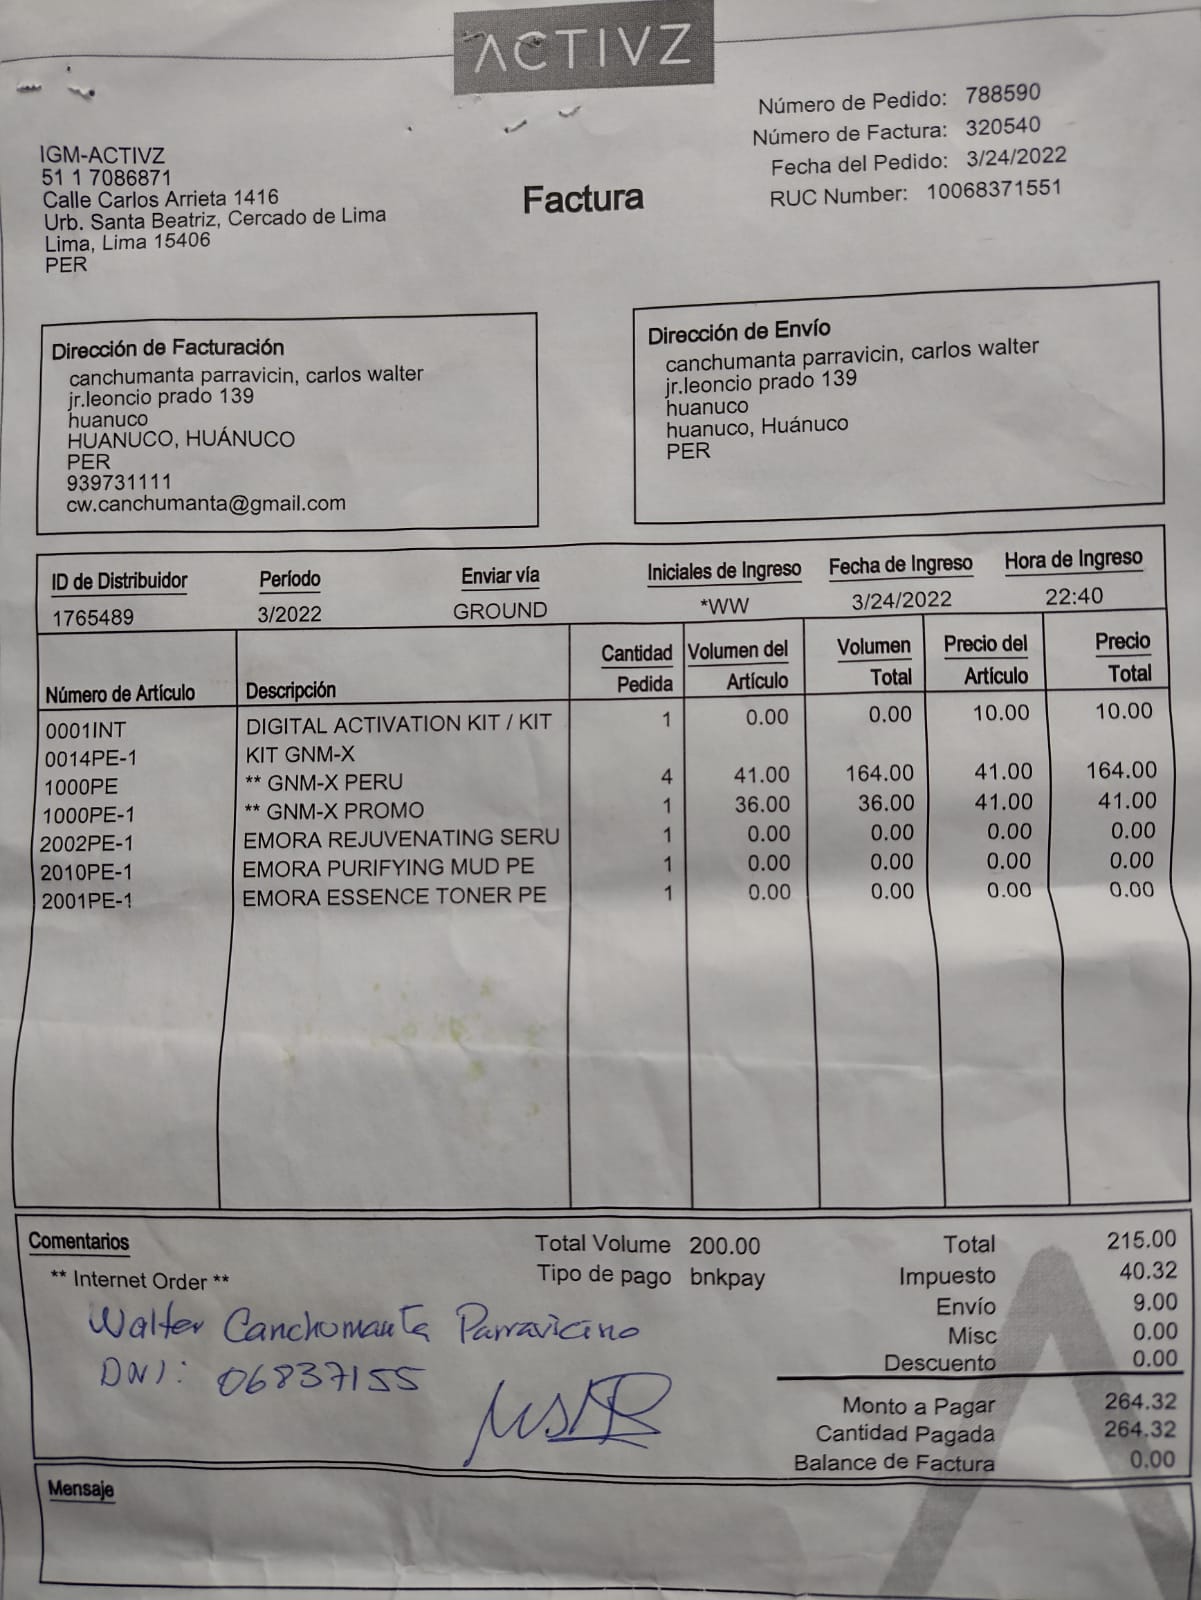 ACTIVZ
Número de Pedido: 788590
Número de Factura: 320540
Fecha del Pedido: 3/24/2022
RUC Number: 10068371551
IGM-ACTIVZ
51 1 7086871
Calle Carlos Arrieta 1416
Urb. Santa Beatriz, Cercado de Lima
Lima, Lima 15406
PER
Factura
Dirección de Facturación
canchumanta parravicin, carlos walter
jr.leoncio prado 139
huanuco
HUANUCO, HUÁNUCO
PER
939731111
cw.canchumanta@gmail.com
Dirección de Envío
canchumanta parravicin, carlos walter
jr.leoncio prado 139
huanuco
huanuco, Huánuco
PER
ID de Distribuidor Período Enviar vía Iniciales de Ingreso Fecha de Ingreso Hora de Ingreso
1765489 3/2022 GROUND *WW 3/24/2022 22:40
Cantidad Volumen del Volumen Precio del Precio
Número de Artículo Descripción Pedida Artículo Total Artículo Total
0001INT DIGITAL ACTIVATION KIT / KIT 1 0.00 0.00 10.00 10.00
0014PE-1 KIT GNM-X
1000PE ** GNM-X PERU 4 41.00 164.00 41.00 164.00
1000PE-1 ** GNM-X PROMO 1 36.00 36.00 41.00 41.00
2002PE-1 EMORA REJUVENATING SERU 1 0.00 0.00 0.00 0.00
2010PE-1 EMORA PURIFYING MUD PE 1 0.00 0.00 0.00 0.00
2001PE-1 EMORA ESSENCE TONER PE 1 0.00 0.00 0.00 0.00
Comentarios
** Internet Order **
Walter Canchumanta Parravicino
DNI: 06837155
Total Volume 200.00
Tipo de pago bnkpay
Total 215.00
Impuesto 40.32
Envío 9.00
Misc 0.00
Descuento 0.00
Monto a Pagar 264.32
Cantidad Pagada 264.32
Balance de Factura 0.00
Mensaje